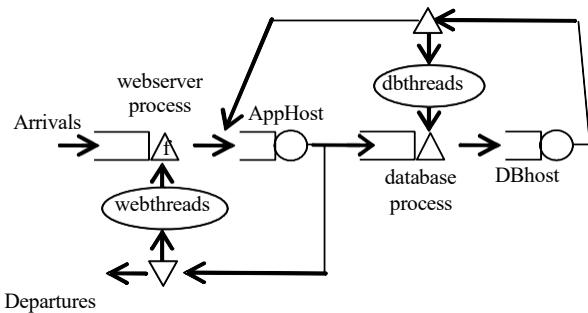 webserver
process
Arrivals
f
webthreads
Departures
AppHost
dbthreads
database
process
DBhost